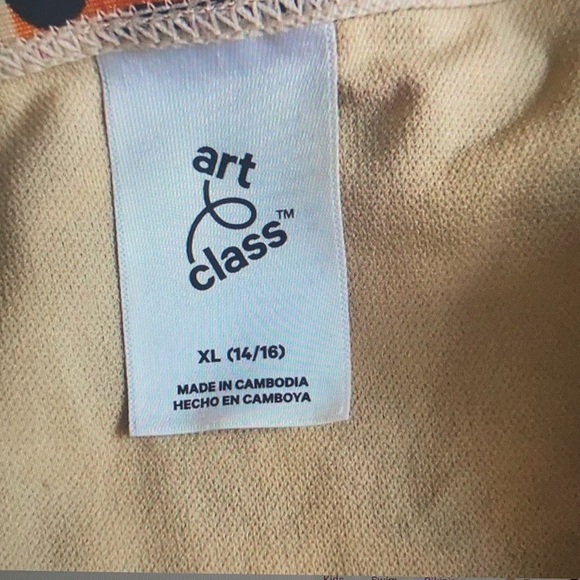 art
class™
XL (14/16)
MADE IN CAMBODIA
HECHO EN CAMBOYA